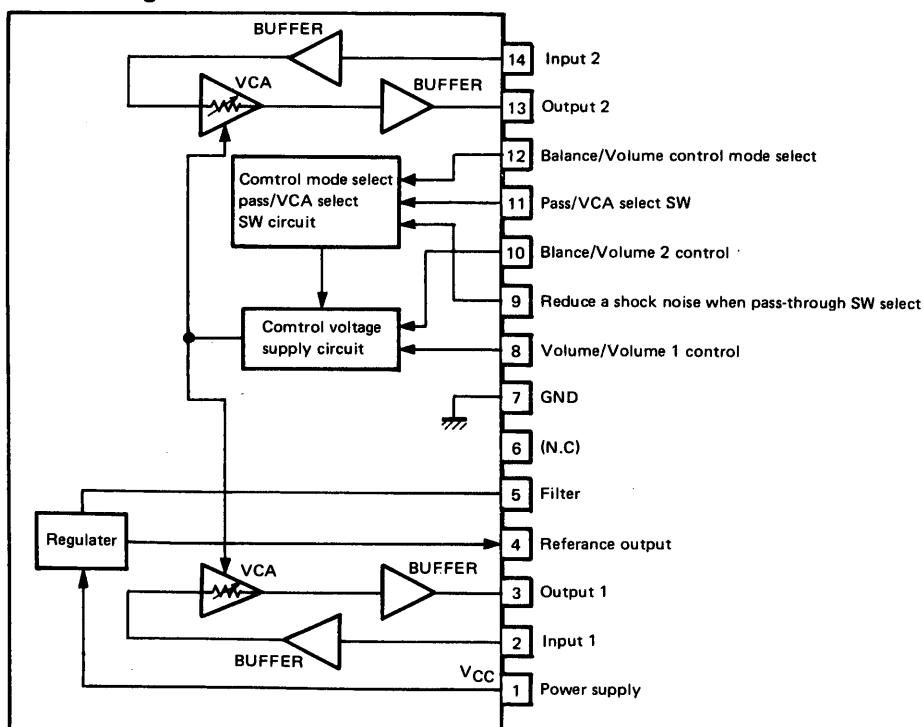 BUFFER
14 Input 2
VCA
BUFFER
13 Output 2
12 Balance/Volume control mode select
Comtrol mode select
pass/VCA select
SW circuit
11 Pass/VCA select SW
10 Blance/Volume 2 control
9 Reduce a shock noise when pass-through SW select
Comtrol voltage
supply circuit
8 Volume/Volume 1 control
7 GND
6 (N.C)
5 Filter
Regulater
4 Referance output
VCA
BUFFER
3 Output 1
2 Input 1
BUFFER
VCC
1 Power supply